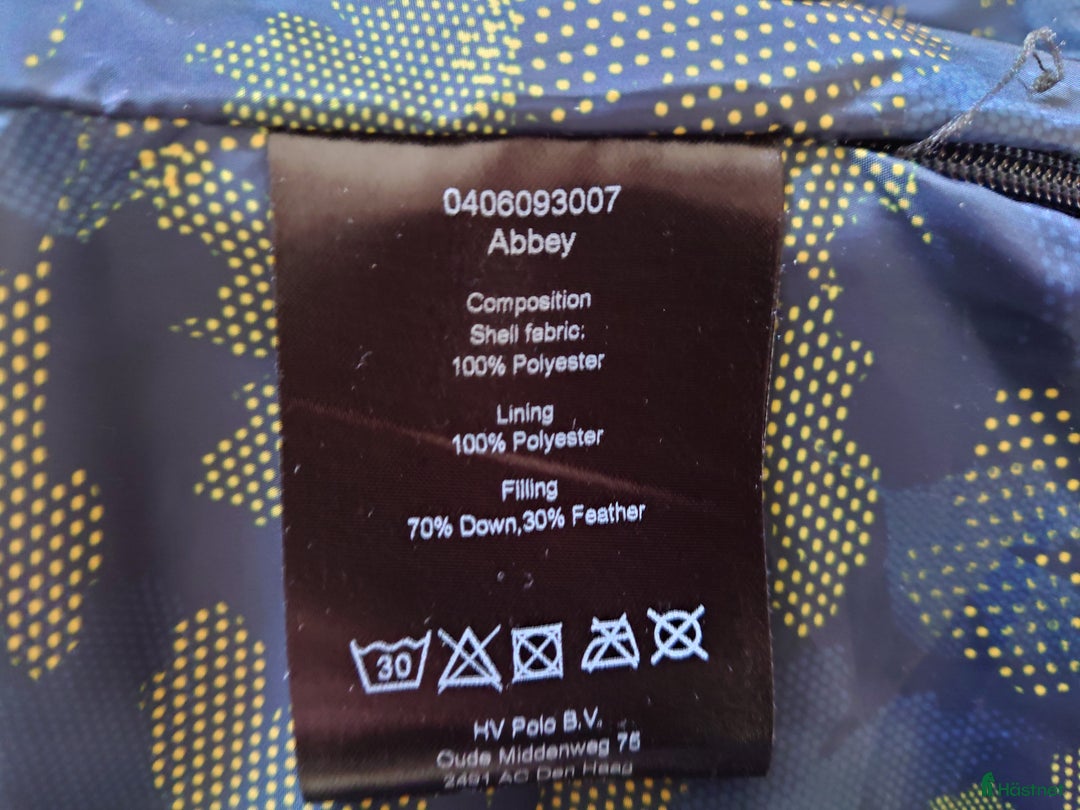 0406093007
Abbey
Composition
Shell fabric:
100% Polyester
Lining
100% Polyester
Filling
70% Down,30% Feather
30
HV Polo B.V.
Oude Middenweg 75
2491 AC Den Haag
Hästnet